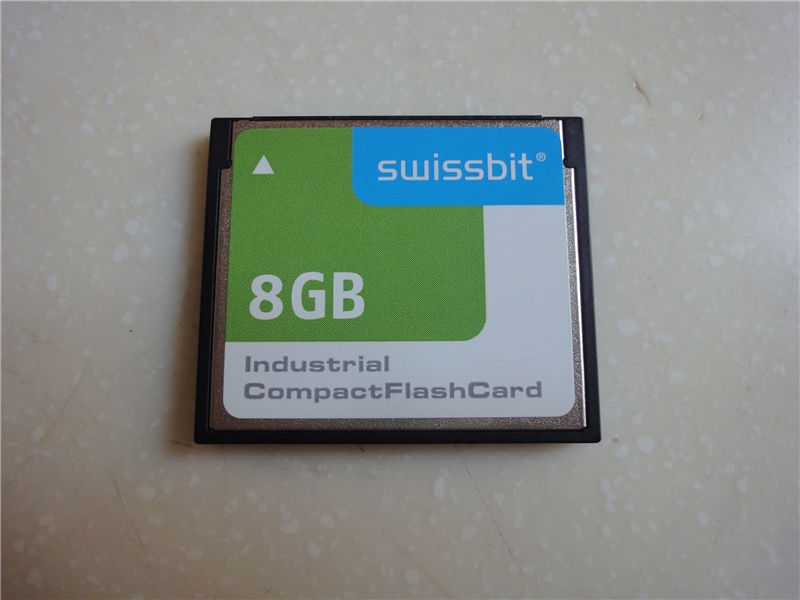 swissbit®
8GB
Industrial
CompactFlashCard